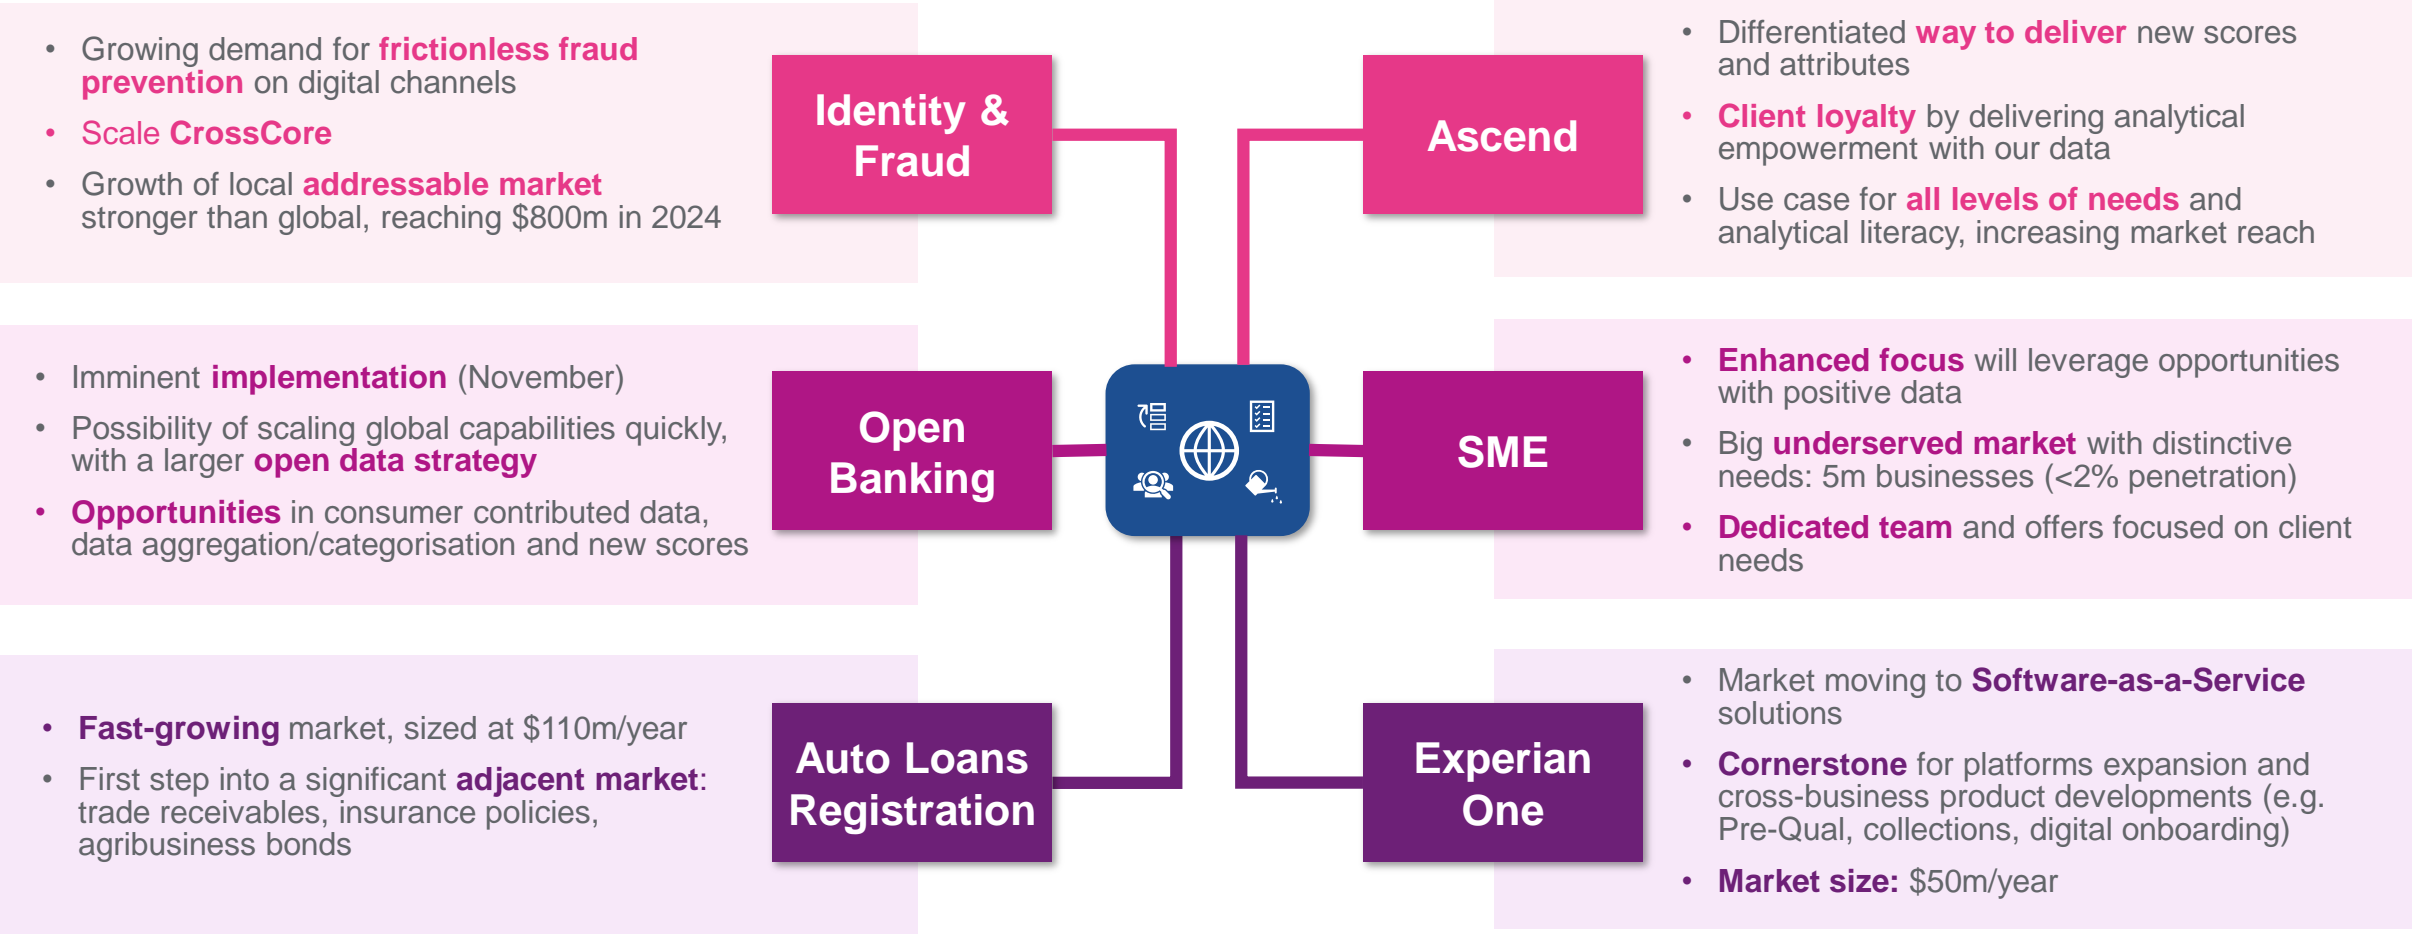 • Growing demand for frictionless fraud
prevention on digital channels
• Scale CrossCore
• Growth of local addressable market
stronger than global, reaching $800m in 2024
Identity &
Fraud
Ascend
• Differentiated way to deliver new scores
and attributes
• Client loyalty by delivering analytical
empowerment with our data
• Use case for all levels of needs and
analytical literacy, increasing market reach
• Imminent implementation (November)
• Possibility of scaling global capabilities quickly,
with a larger open data strategy
• Opportunities in consumer contributed data,
data aggregation/categorisation and new scores
Open
Banking
SME
• Enhanced focus will leverage opportunities
with positive data
• Big underserved market with distinctive
needs: 5m businesses (<2% penetration)
• Dedicated team and offers focused on client
needs
• Fast-growing market, sized at $110m/year
• First step into a significant adjacent market:
trade receivables, insurance policies,
agribusiness bonds
Auto Loans
Registration
Experian
One
• Market moving to Software-as-a-Service
solutions
• Cornerstone for platforms expansion and
cross-business product developments (e.g.
Pre-Qual, collections, digital onboarding)
• Market size: $50m/year